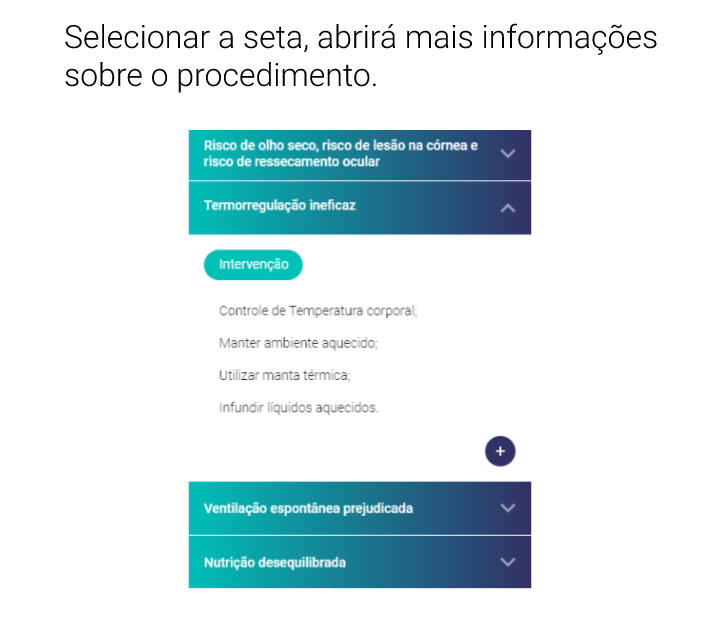 Selecionar a seta, abrirá mais informações
sobre o procedimento.
Risco de olho seco, risco de lesão na córnea e
risco de ressecamento ocular
Termorregulação ineficaz
Intervenção
Controle de Temperatura corporal;
Manter ambiente aquecido;
Utilizar manta térmica;
Infundir líquidos aquecidos.
+
Ventilação espontânea prejudicada
Nutrição desequilibrada